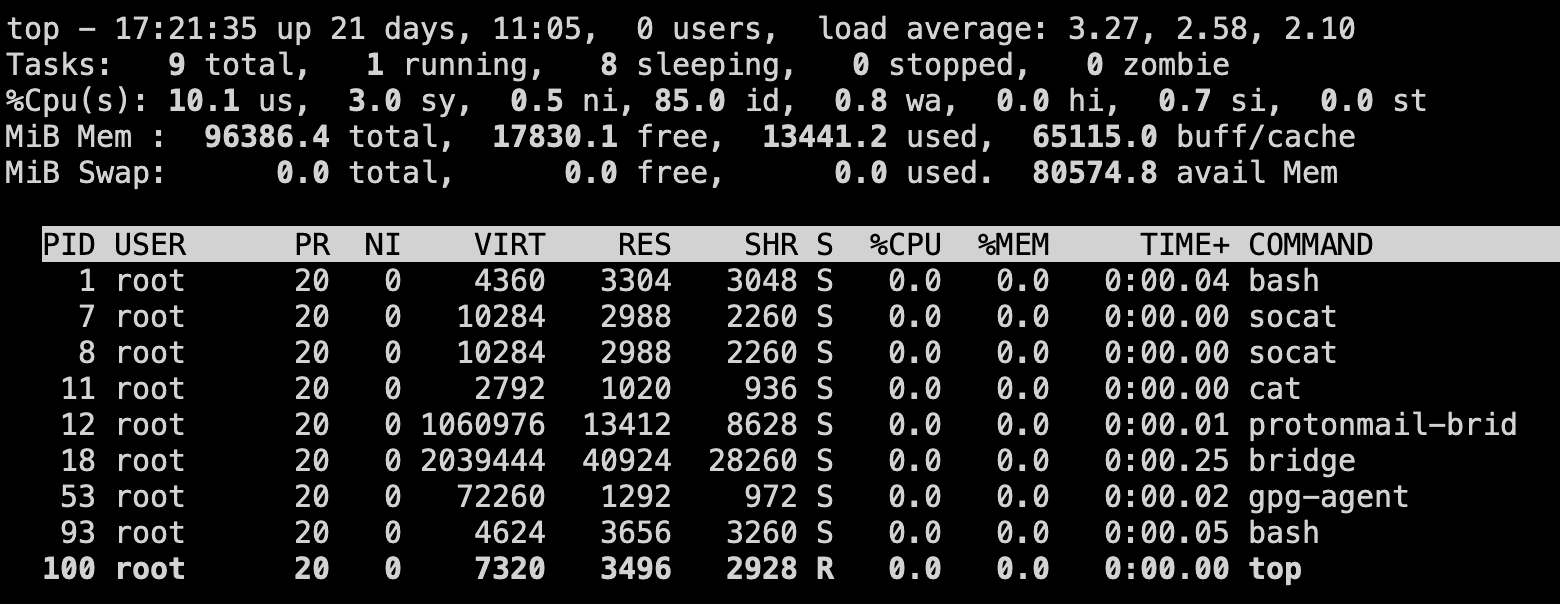 top - 17:21:35 up 21 days, 11:05,  0 users,  load average: 3.27, 2.58, 2.10
Tasks:   9 total,   1 running,   8 sleeping,   0 stopped,   0 zombie
%Cpu(s): 10.1 us,  3.0 sy,  0.5 ni, 85.0 id,  0.8 wa,  0.0 hi,  0.7 si,  0.0 st
MiB Mem :  96386.4 total,  17830.1 free,  13441.2 used,  65115.0 buff/cache
MiB Swap:      0.0 total,      0.0 free,      0.0 used.  80574.8 avail Mem
  PID USER      PR  NI    VIRT    RES    SHR S  %CPU  %MEM     TIME+ COMMAND
    1 root      20   0    4360   3304   3048 S   0.0   0.0   0:00.04 bash
    7 root      20   0   10284   2988   2260 S   0.0   0.0   0:00.00 socat
    8 root      20   0   10284   2988   2260 S   0.0   0.0   0:00.00 socat
   11 root      20   0    2792   1020    936 S   0.0   0.0   0:00.00 cat
   12 root      20   0 1060976  13412   8628 S   0.0   0.0   0:00.01 protonmail-brid
   18 root      20   0 2039444  40924  28260 S   0.0   0.0   0:00.25 bridge
   53 root      20   0   72260   1292    972 S   0.0   0.0   0:00.02 gpg-agent
   93 root      20   0    4624   3656   3260 S   0.0   0.0   0:00.05 bash
  100 root      20   0    7320   3496   2928 R   0.0   0.0   0:00.00 top